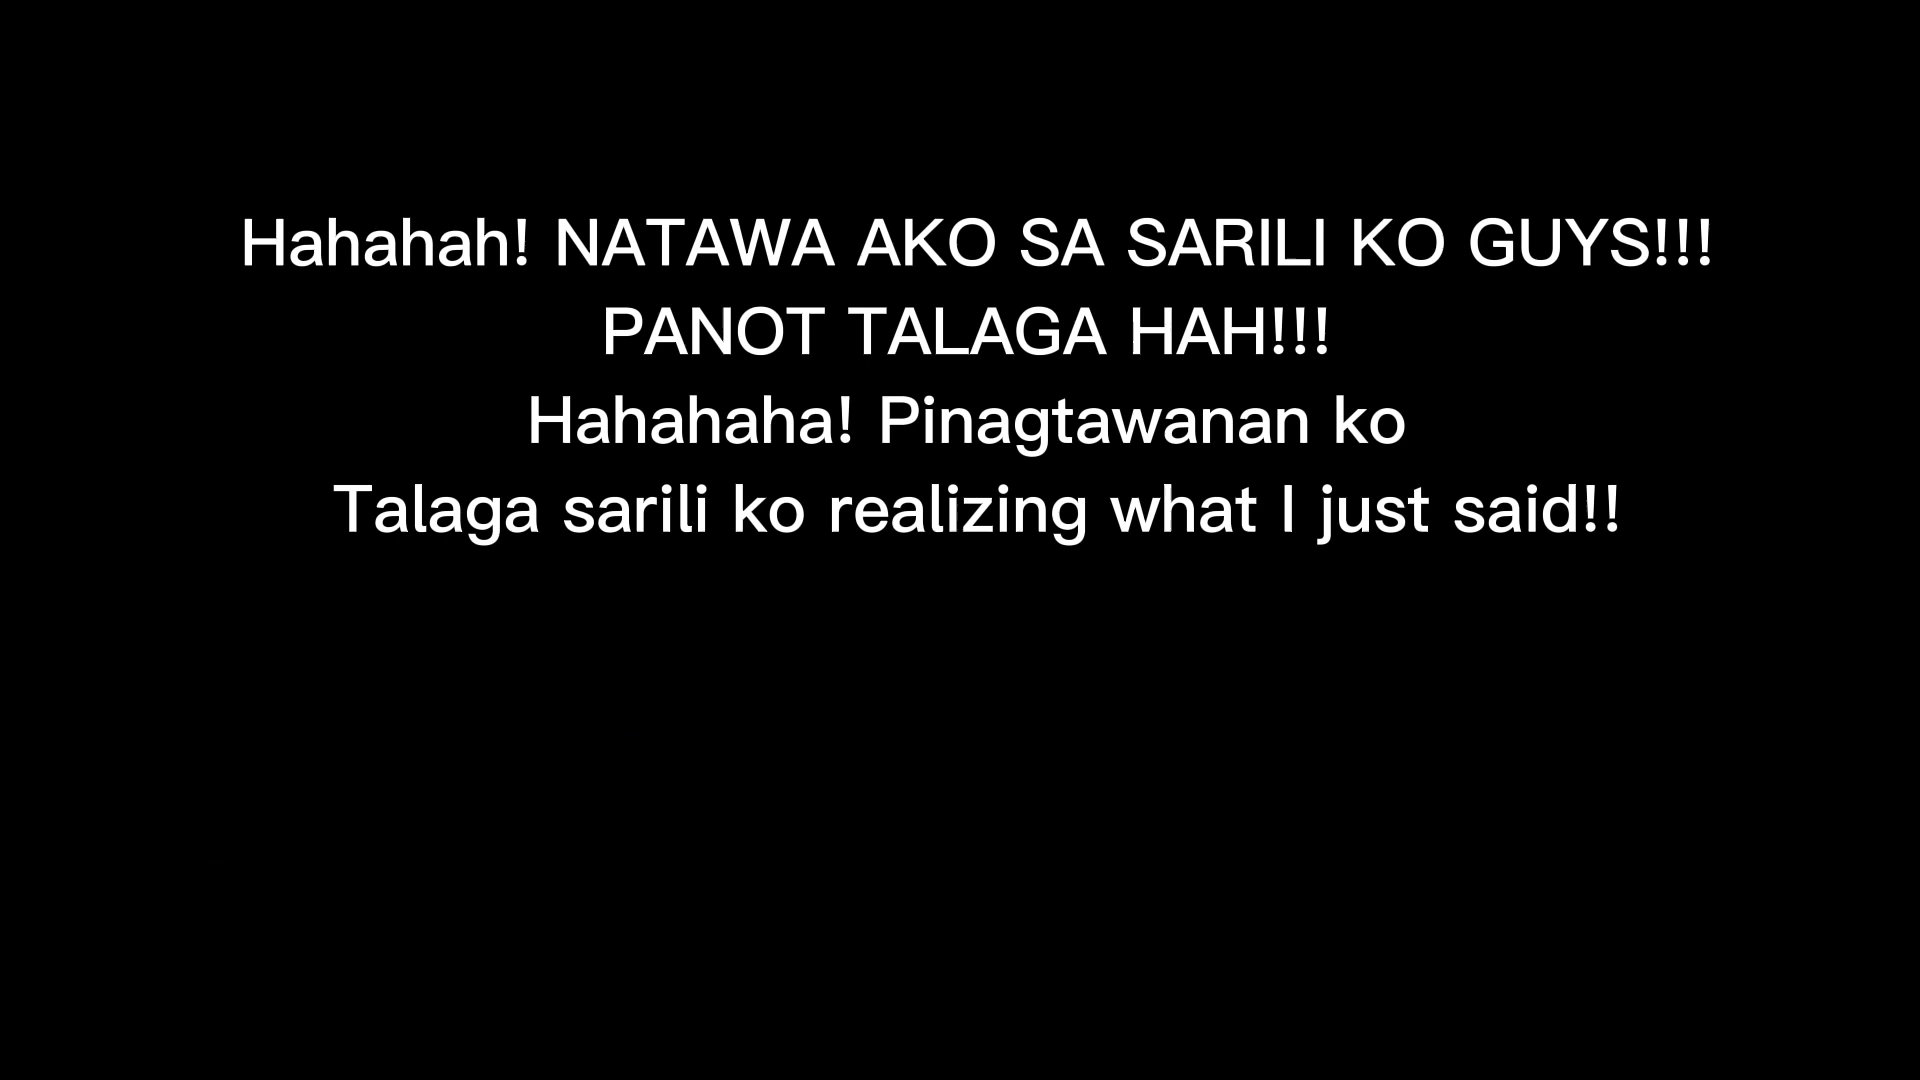 Hahahah! NATAWA AKO SA SARILI KO GUYS!!!
PANOT TALAGA HAH!!!
Hahahaha! Pinagtawanan ko
Talaga sarili ko realizing what I just said!!